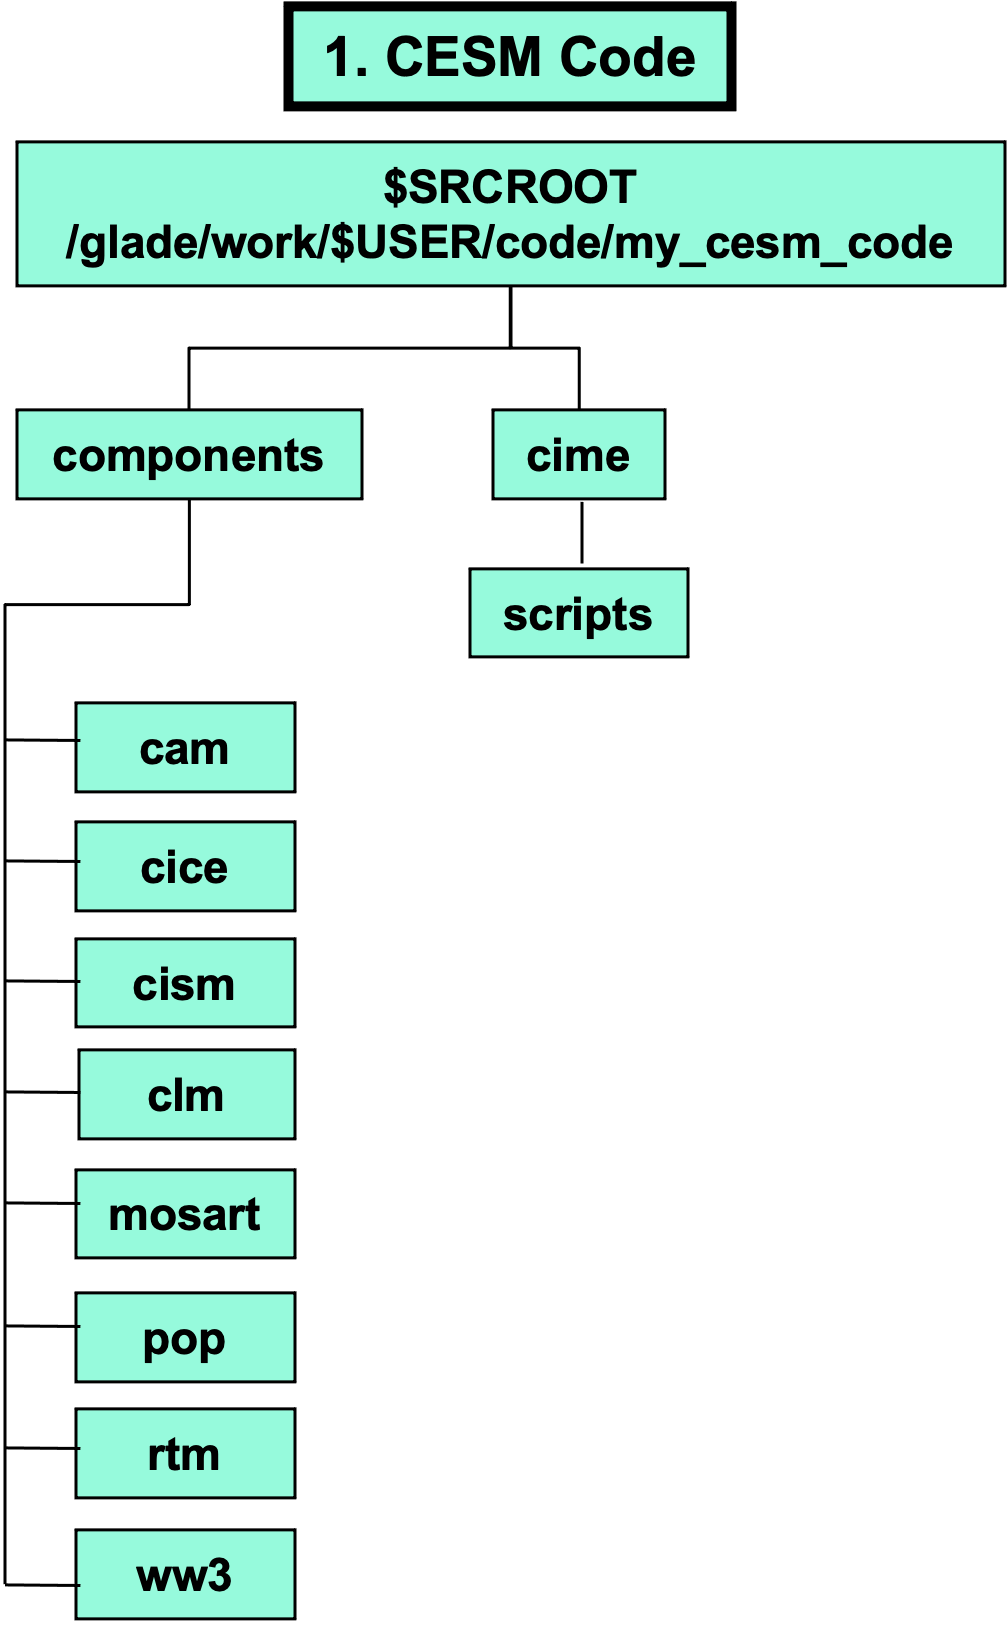 1. CESM Code
$SRCROOT
/glade/work/$USER/code/my_cesm_code
components
cime
scripts
cam
cice
cism
clm
mosart
pop
rtm
ww3